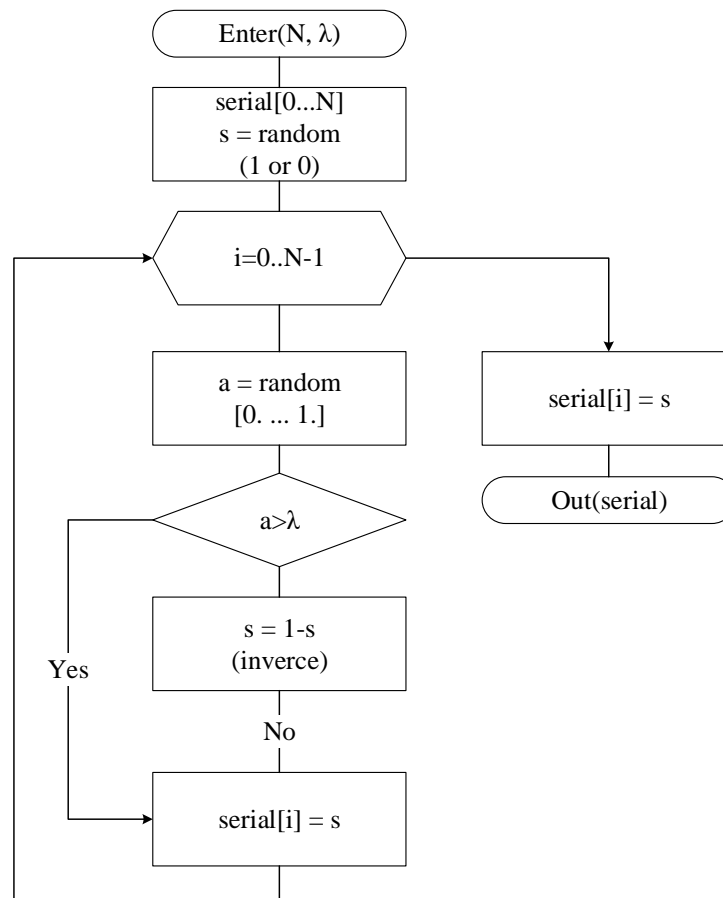 Enter(N, λ)
serial[0...N]
s = random
(1 or 0)
i=0..N-1
a = random
[0. ... 1.]
serial[i] = s
Out(serial)
a>λ
s = 1-s
(inverce)
Yes
No
serial[i] = s